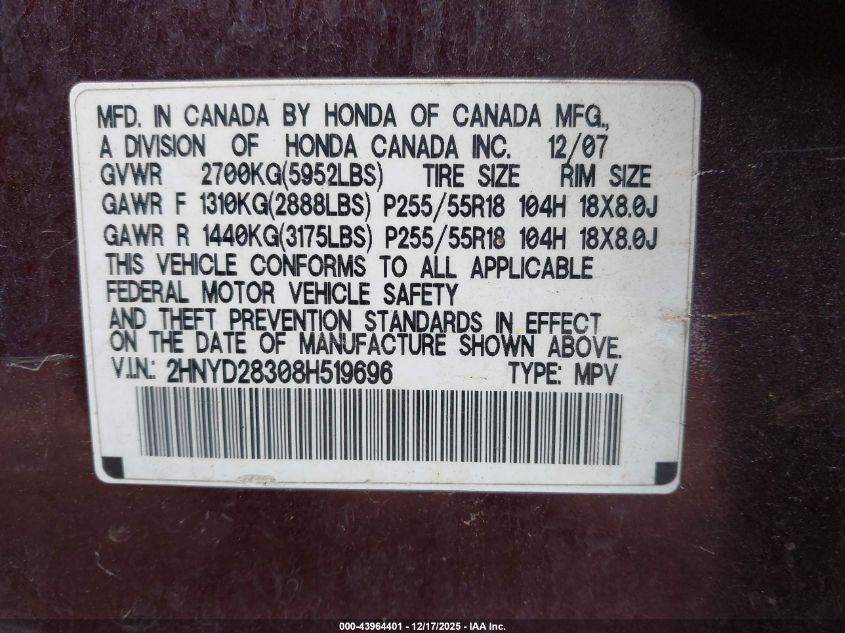 MFD. IN CANADA BY HONDA OF CANADA MFG.,
A DIVISION OF HONDA CANADA INC. 12/07
GVWR 2700KG(5952LBS) TIRE SIZE RIM SIZE
GAWR F 1310KG(2888LBS) P255/55R18 104H 18X8.0J
GAWR R 1440KG(3175LBS) P255/55R18 104H 18X8.0J
THIS VEHICLE CONFORMS TO ALL APPLICABLE
FEDERAL MOTOR VEHICLE SAFETY
AND THEFT PREVENTION STANDARDS IN EFFECT
ON THE DATE OF MANUFACTURE SHOWN ABOVE.
V.I.N.: 2HNYD28308H519696 TYPE: MPV
000-43964401 - 12/17/2025 - IAA Inc.